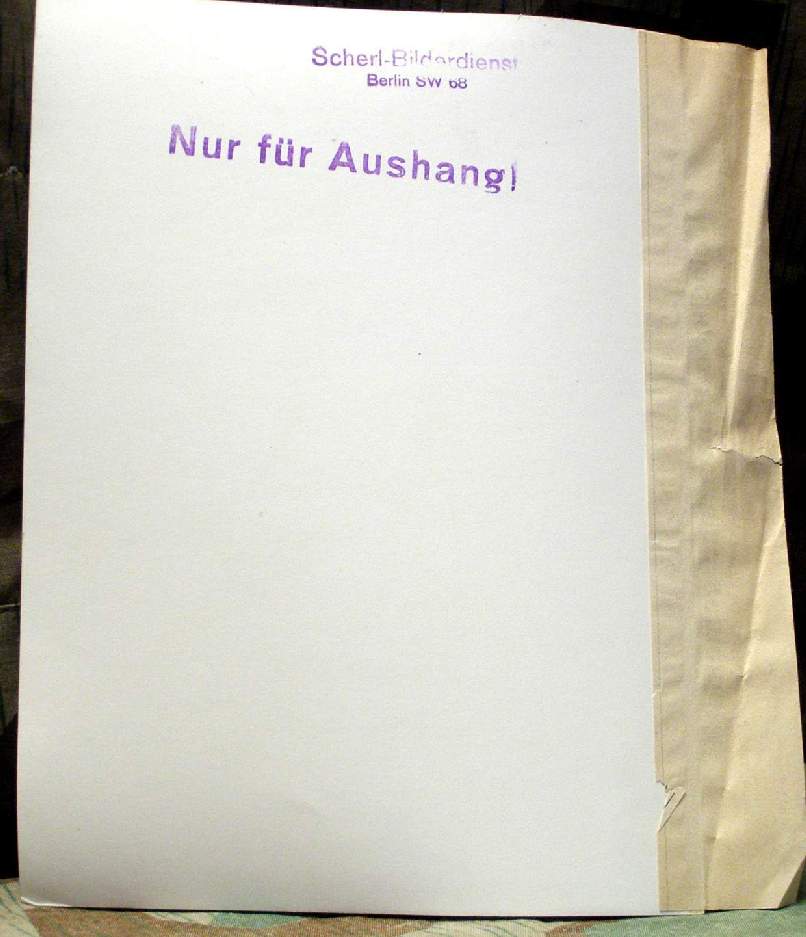 Scherl-Bilderdienst
Berlin SW 68
Nur für Aushang!